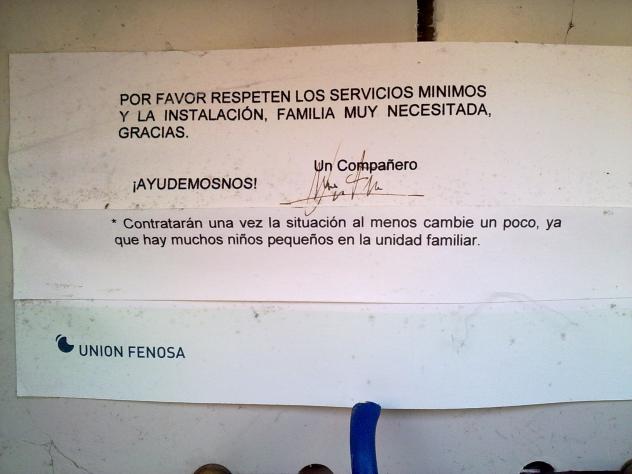 POR FAVOR RESPETEN LOS SERVICIOS MINIMOS
Y LA INSTALACIÓN, FAMILIA MUY NECESITADA,
GRACIAS.
Un Compañero
¡AYUDEMOSNOS!
* Contratarán una vez la situación al menos cambie un poco, ya
que hay muchos niños pequeños en la unidad familiar.
UNION FENOSA